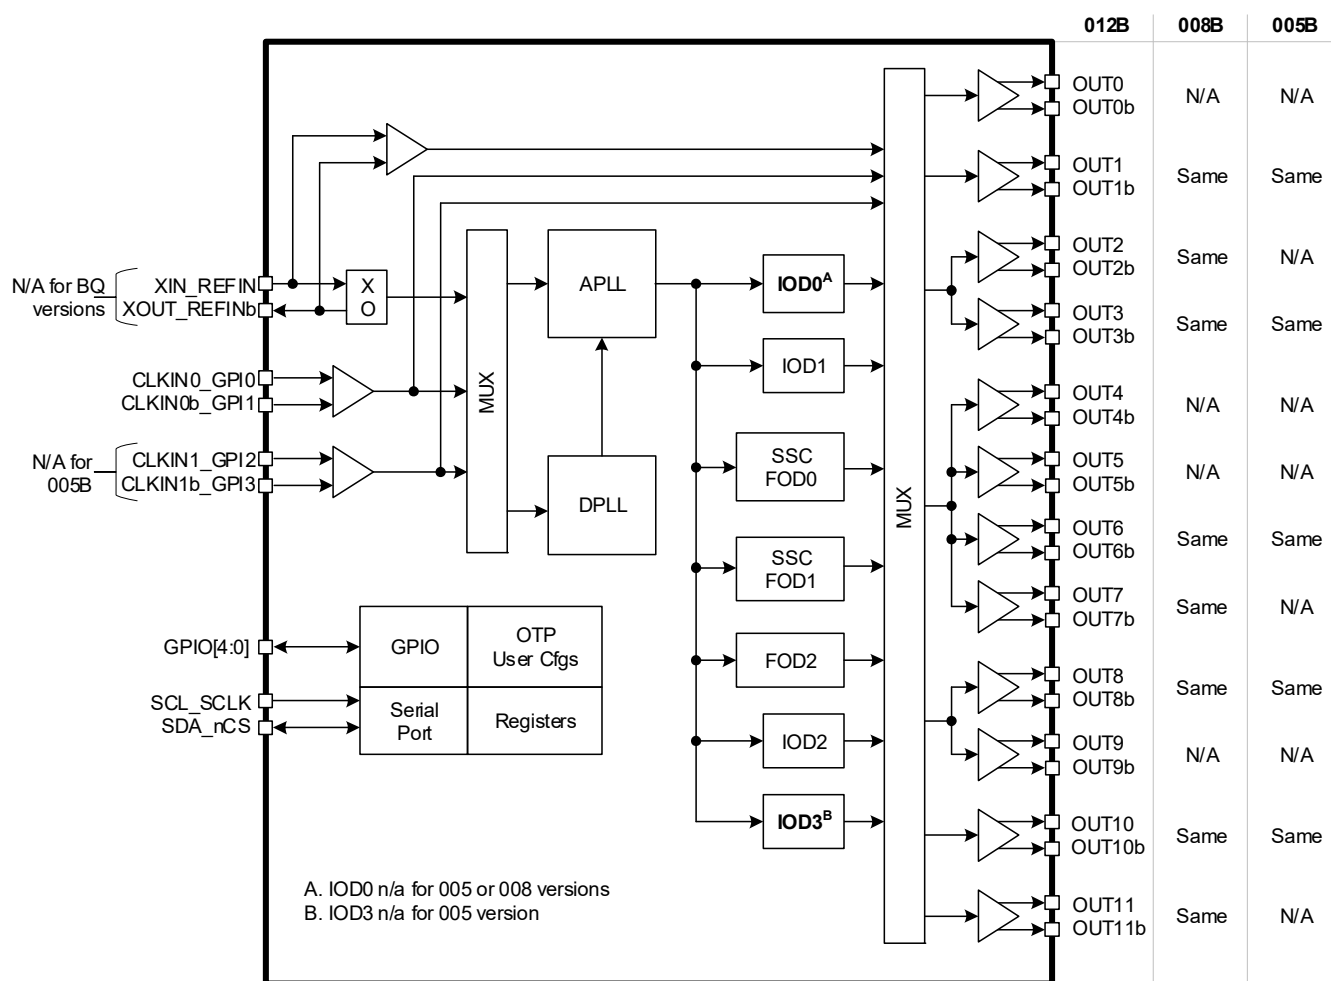 012B 008B 005B
OUT0 N/A N/A
OUT0b
OUT1 Same Same
OUT1b
OUT2 Same N/A
OUT2b
OUT3 Same Same
OUT3b
OUT4 N/A N/A
OUT4b
OUT5 N/A N/A
OUT5b
OUT6 Same Same
OUT6b
OUT7 Same N/A
OUT7b
OUT8 Same Same
OUT8b
OUT9 N/A N/A
OUT9b
OUT10 Same Same
OUT10b
OUT11 Same N/A
OUT11b
N/A for BQ
versions
XIN_REFIN
XOUT_REFINb
X
O
CLKIN0_GPI0
CLKIN0b_GPI1
N/A for
005B
CLKIN1_GPI2
CLKIN1b_GPI3
MUX
APLL
DPLL
IOD0A
IOD1
SSC
FOD0
SSC
FOD1
FOD2
IOD2
IOD3B
MUX
GPIO[4:0]
SCL_SCLK
SDA_nCS
GPIO
OTP
User Cfgs
Serial
Port
Registers
A. IOD0 n/a for 005 or 008 versions
B. IOD3 n/a for 005 version